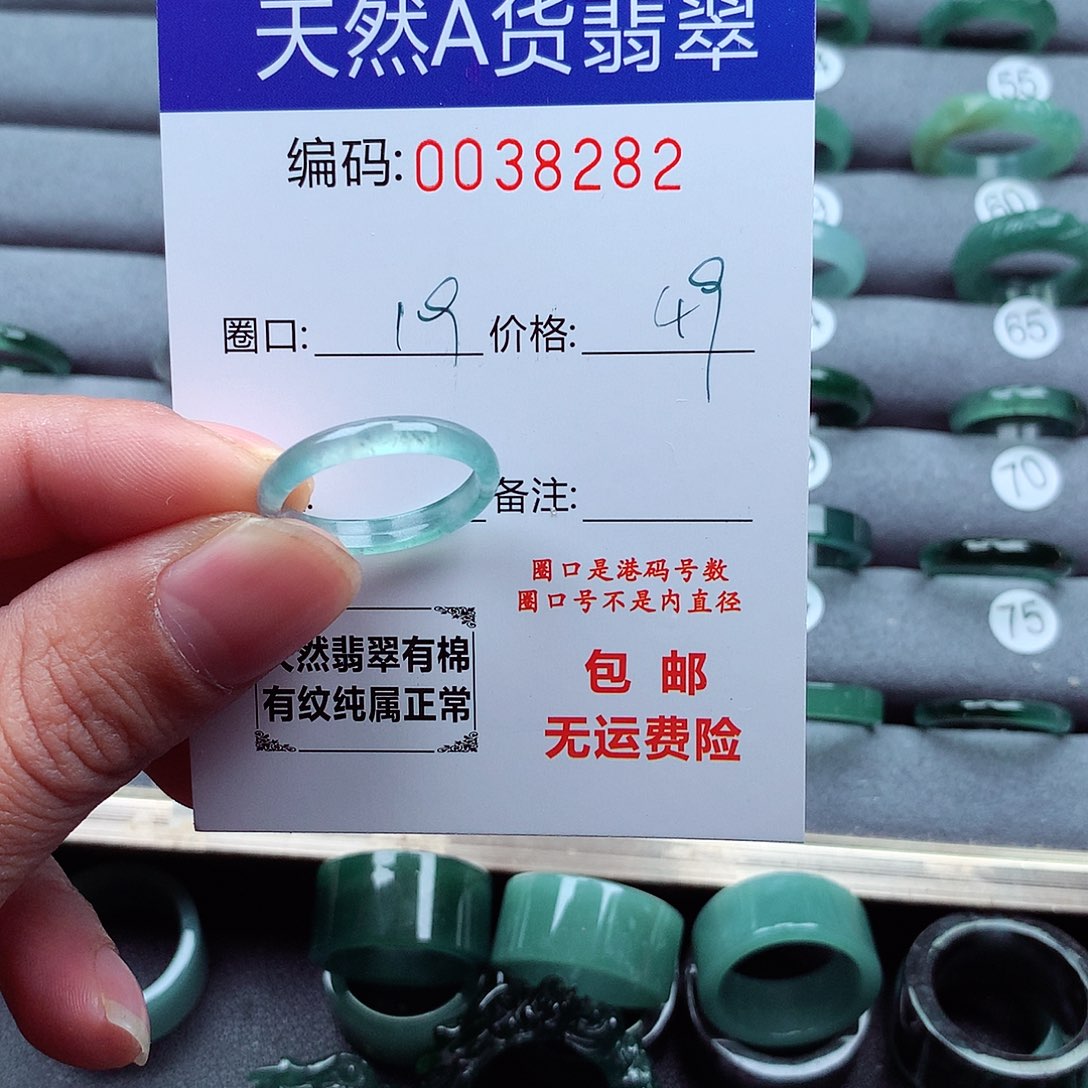 天然A货翡翠
编码:0038282
圈口: 19 价格: 49
备注:
圈口是港码号数
圈口号不是内直径
天然翡翠有棉
有纹纯属正常
包 邮
无运费险
55
60
65
70
75